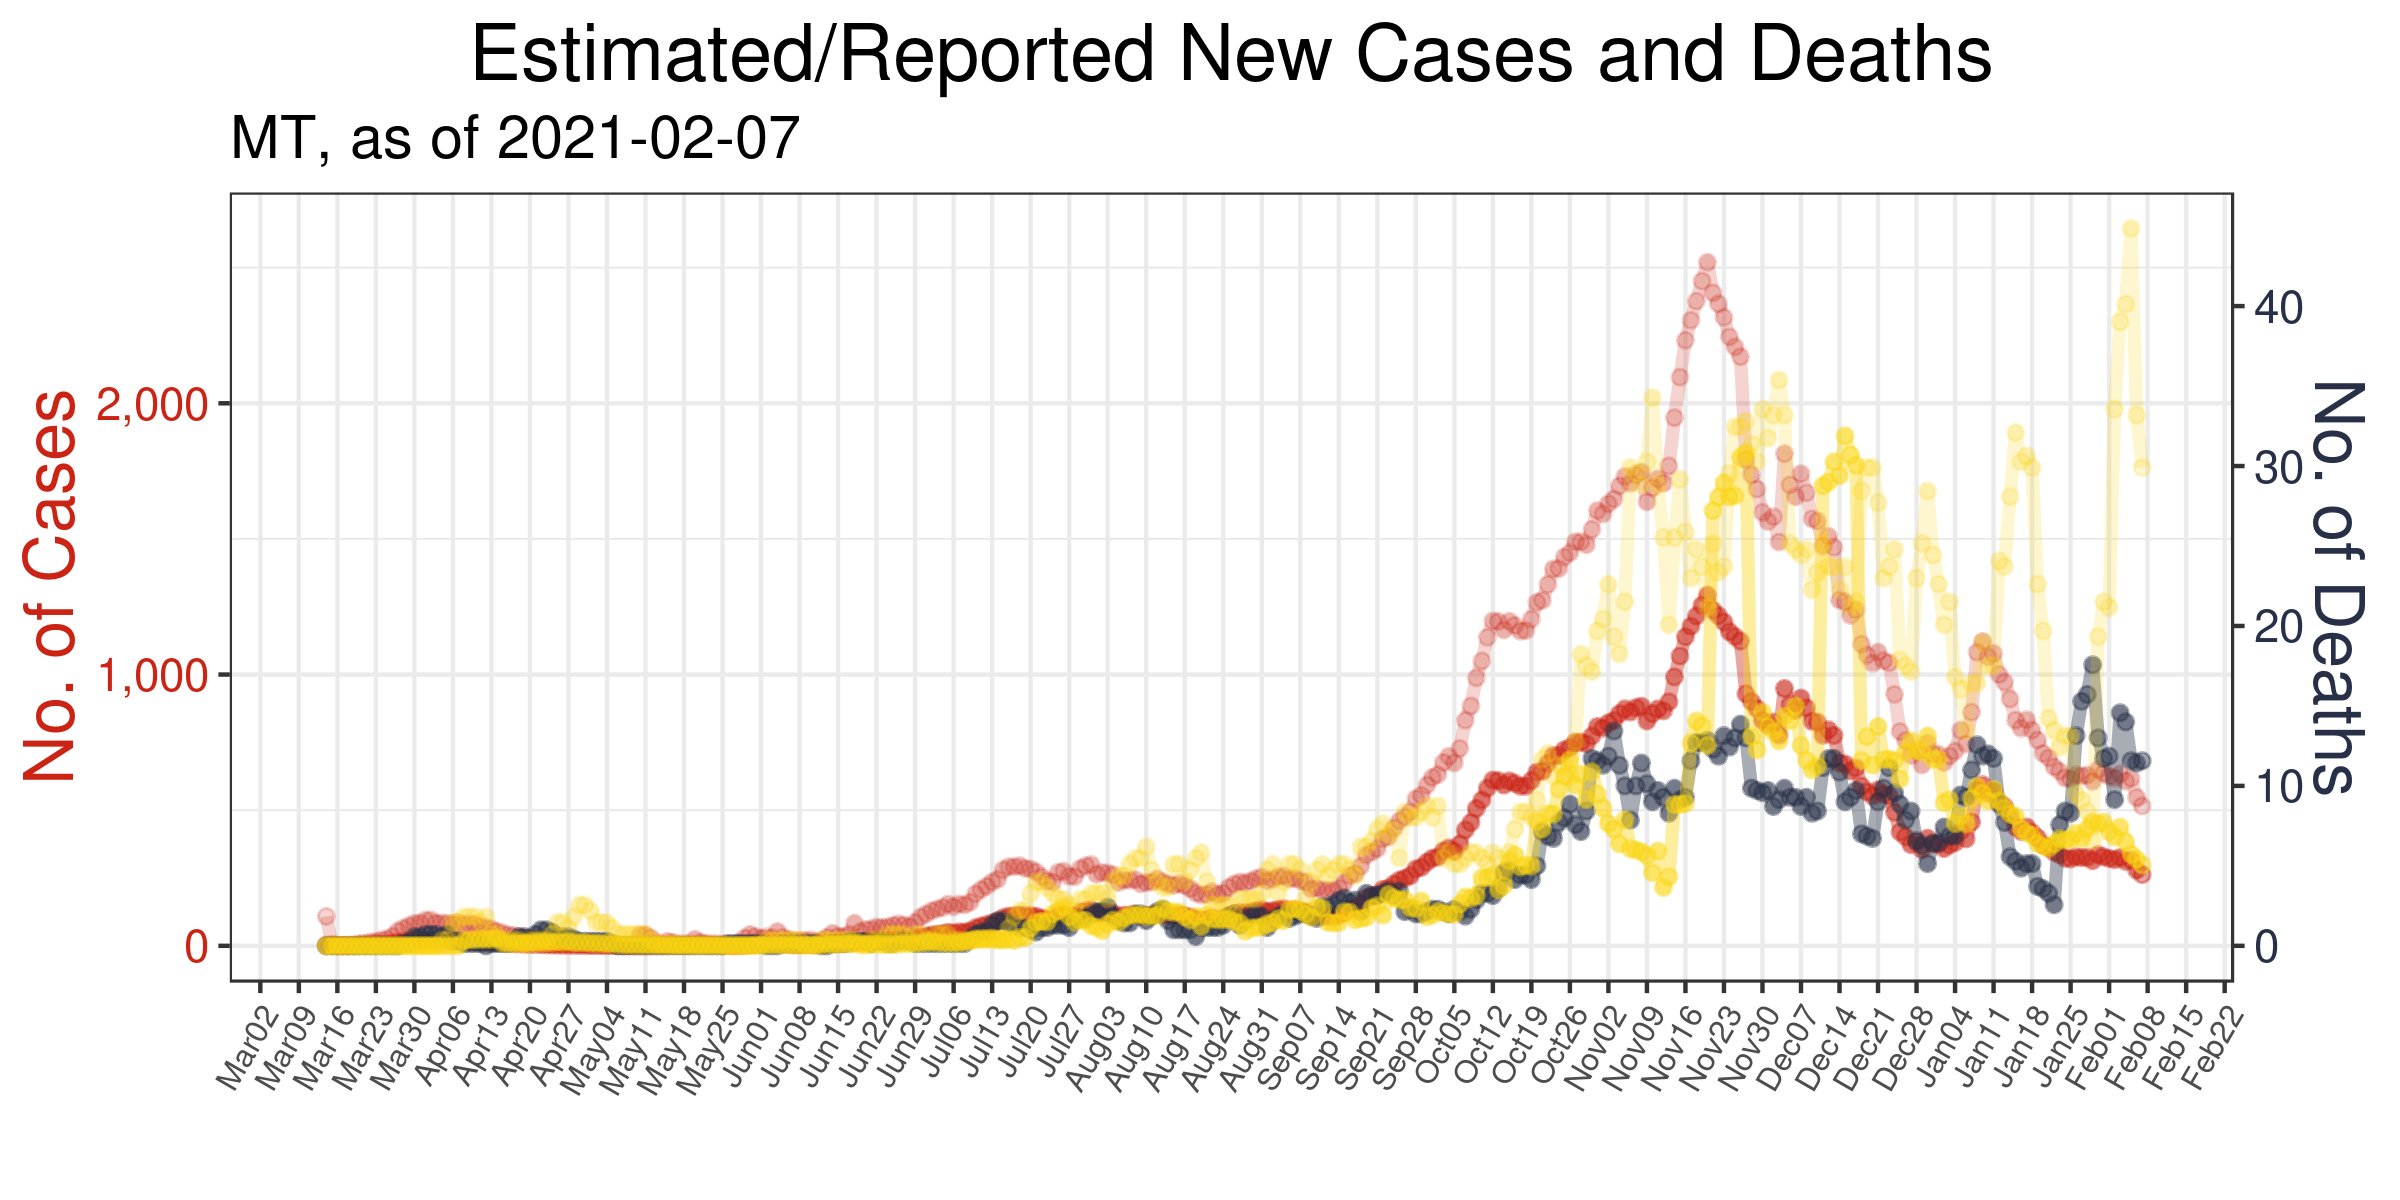 Estimated/Reported New Cases and Deaths
MT, as of 2021-02-07
No. of Cases
2,000
1,000
0
40
30
20
10
0
No. of Deaths
Mar02
Mar09
Mar16
Mar23
Mar30
Apr06
Apr13
Apr20
Apr27
May04
May11
May18
May25
Jun01
Jun08
Jun15
Jun22
Jun29
Jul06
Jul13
Jul20
Jul27
Aug03
Aug10
Aug17
Aug24
Aug31
Sep07
Sep14
Sep21
Sep28
Oct05
Oct12
Oct19
Oct26
Nov02
Nov09
Nov16
Nov23
Nov30
Dec07
Dec14
Dec21
Dec28
Jan04
Jan11
Jan18
Jan25
Feb01
Feb08
Feb15
Feb22